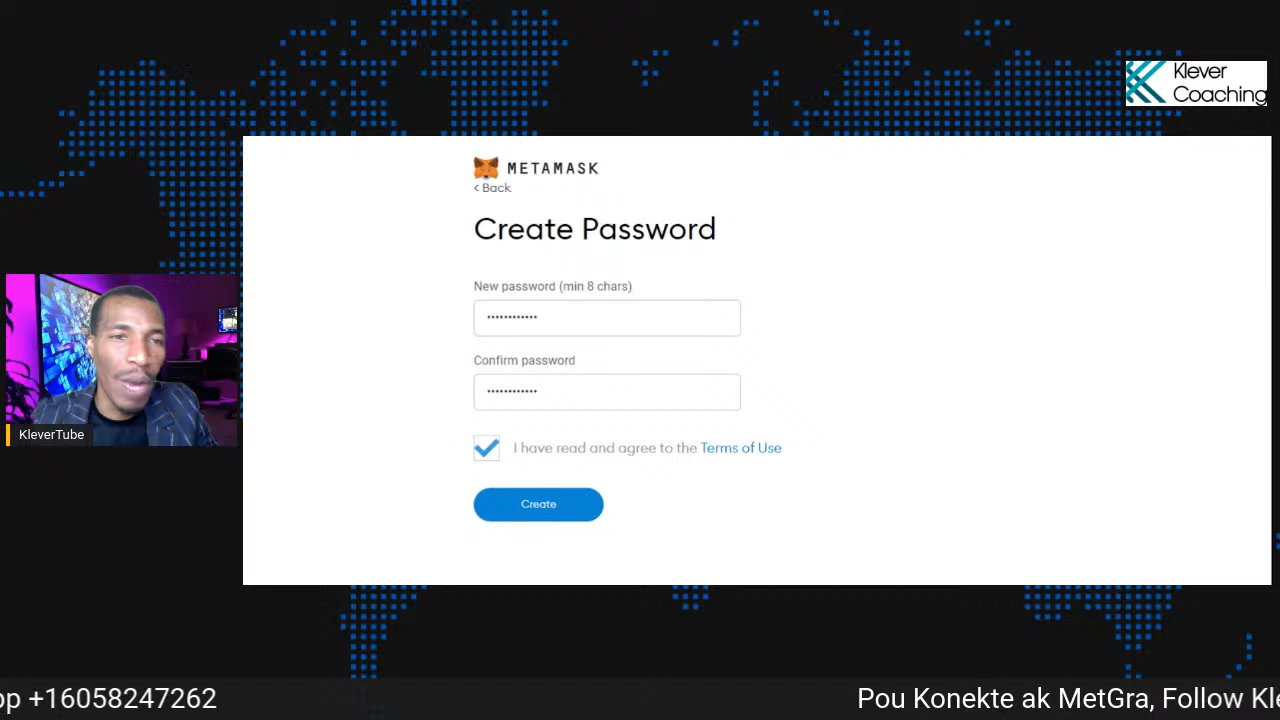 Klever
Coaching
METAMASK
< Back
Create Password
New password (min 8 chars)
••••••••••••
Confirm password
••••••••••••
I have read and agree to the Terms of Use
Create
KleverTube
pp +16058247262
Pou Konekte ak MetGra, Follow Kle